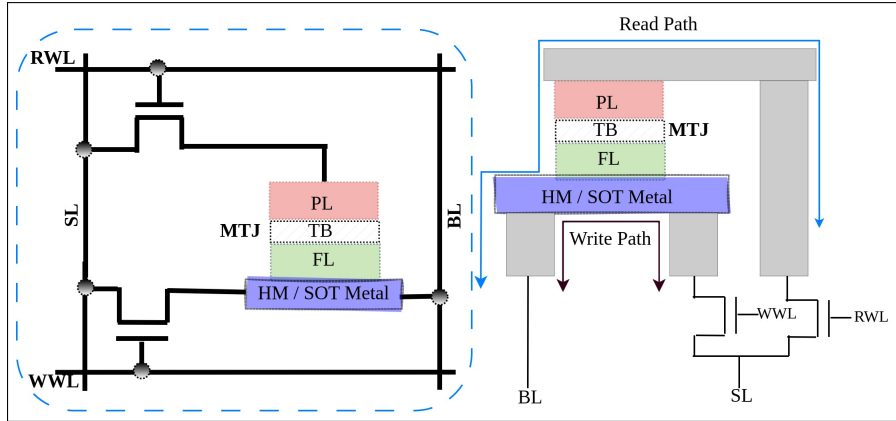 RWL
SL
BL
PL
MTJ
TB
FL
HM / SOT Metal
WWL
Read Path
PL
TB
MTJ
FL
HM / SOT Metal
Write Path
WWL
RWL
BL
SL